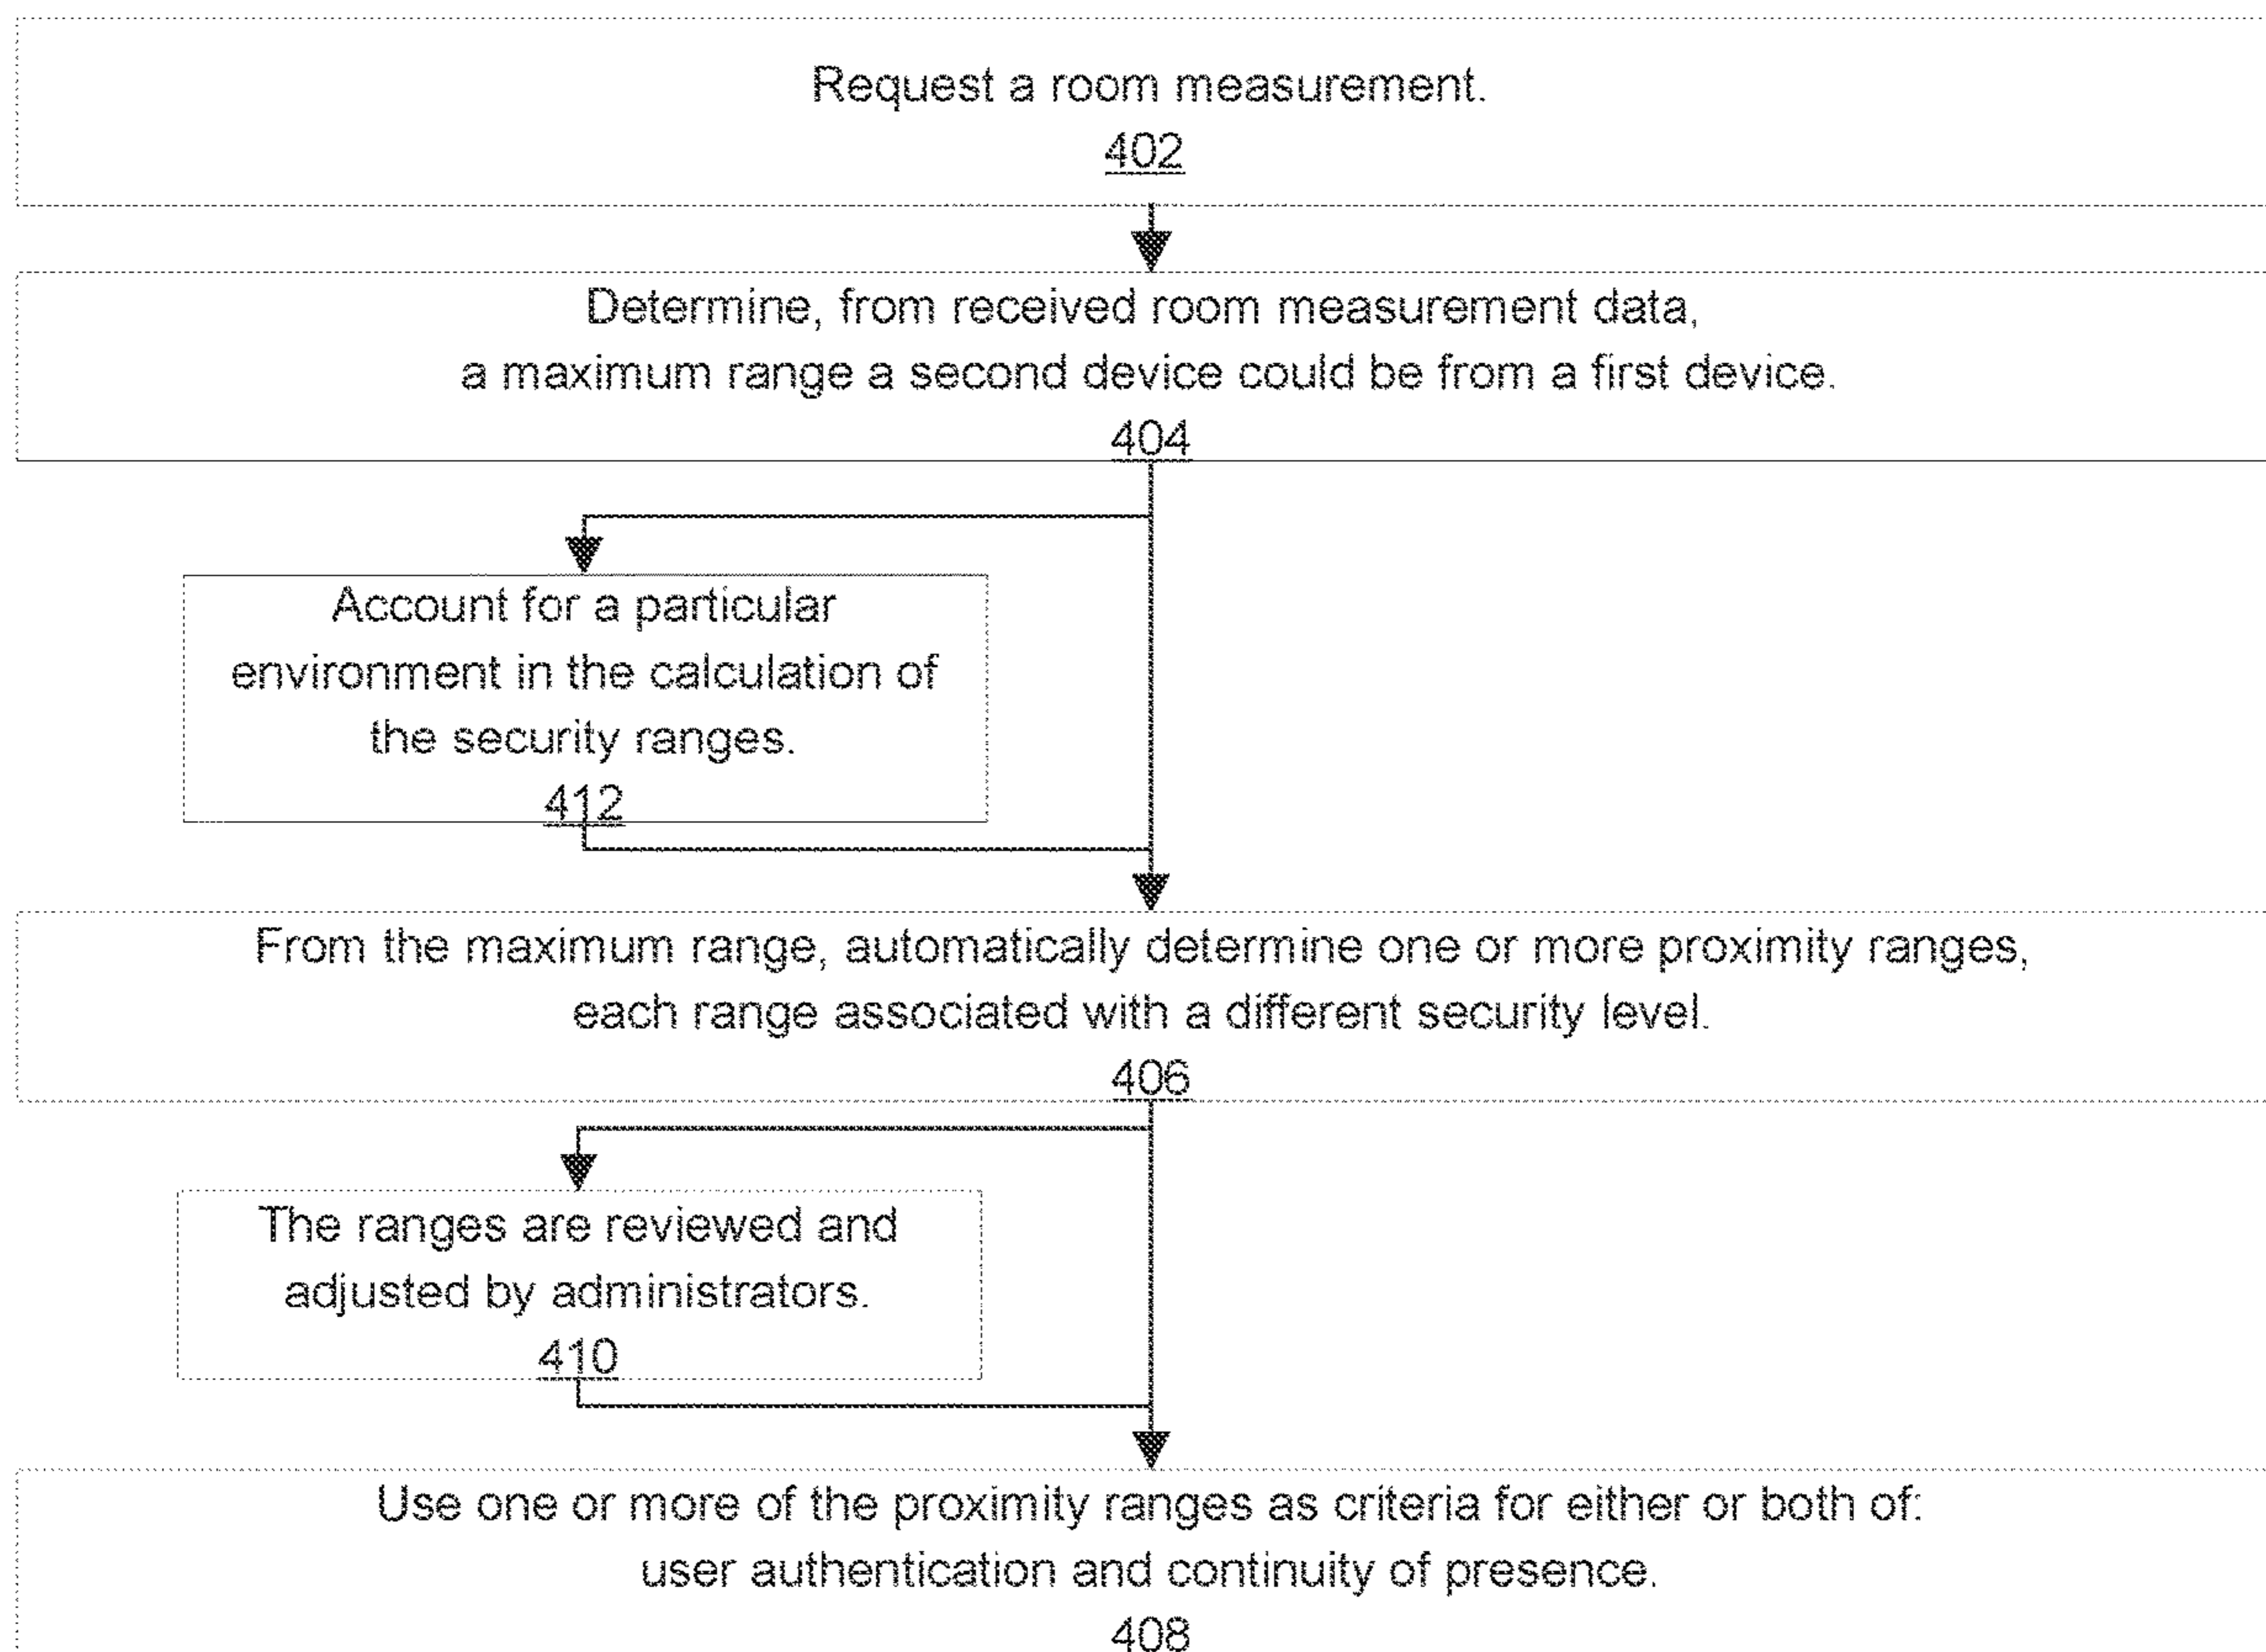 Request a room measurement.
402
Determine, from received room measurement data,
a maximum range a second device could be from a first device.
404
Account for a particular
environment in the calculation of
the security ranges.
412
From the maximum range, automatically determine one or more proximity ranges,
each range associated with a different security level.
406
The ranges are reviewed and
adjusted by administrators.
410
Use one or more of the proximity ranges as criteria for either or both of:
user authentication and continuity of presence.
408